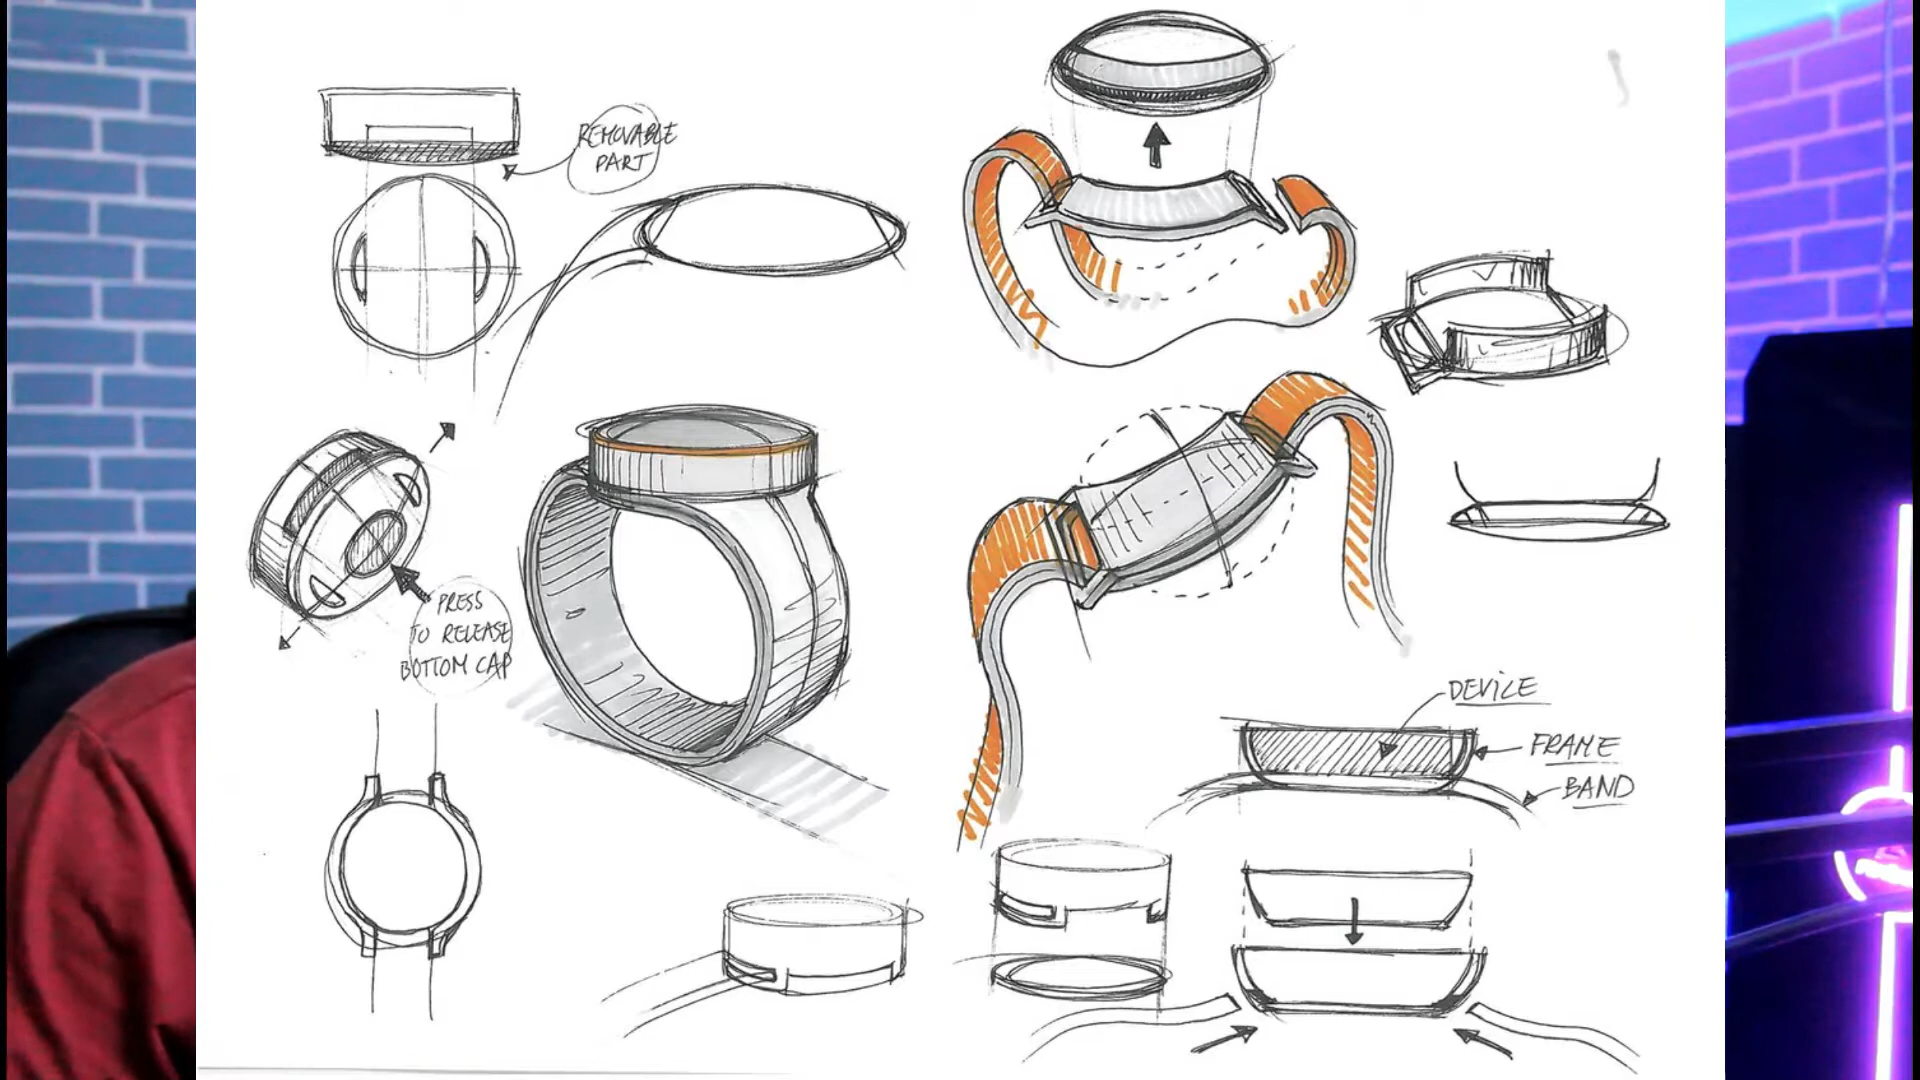 REMOVABLE
PART
PRESS
TO RELEASE
BOTTOM CAP
DEVICE
FRAME
BAND